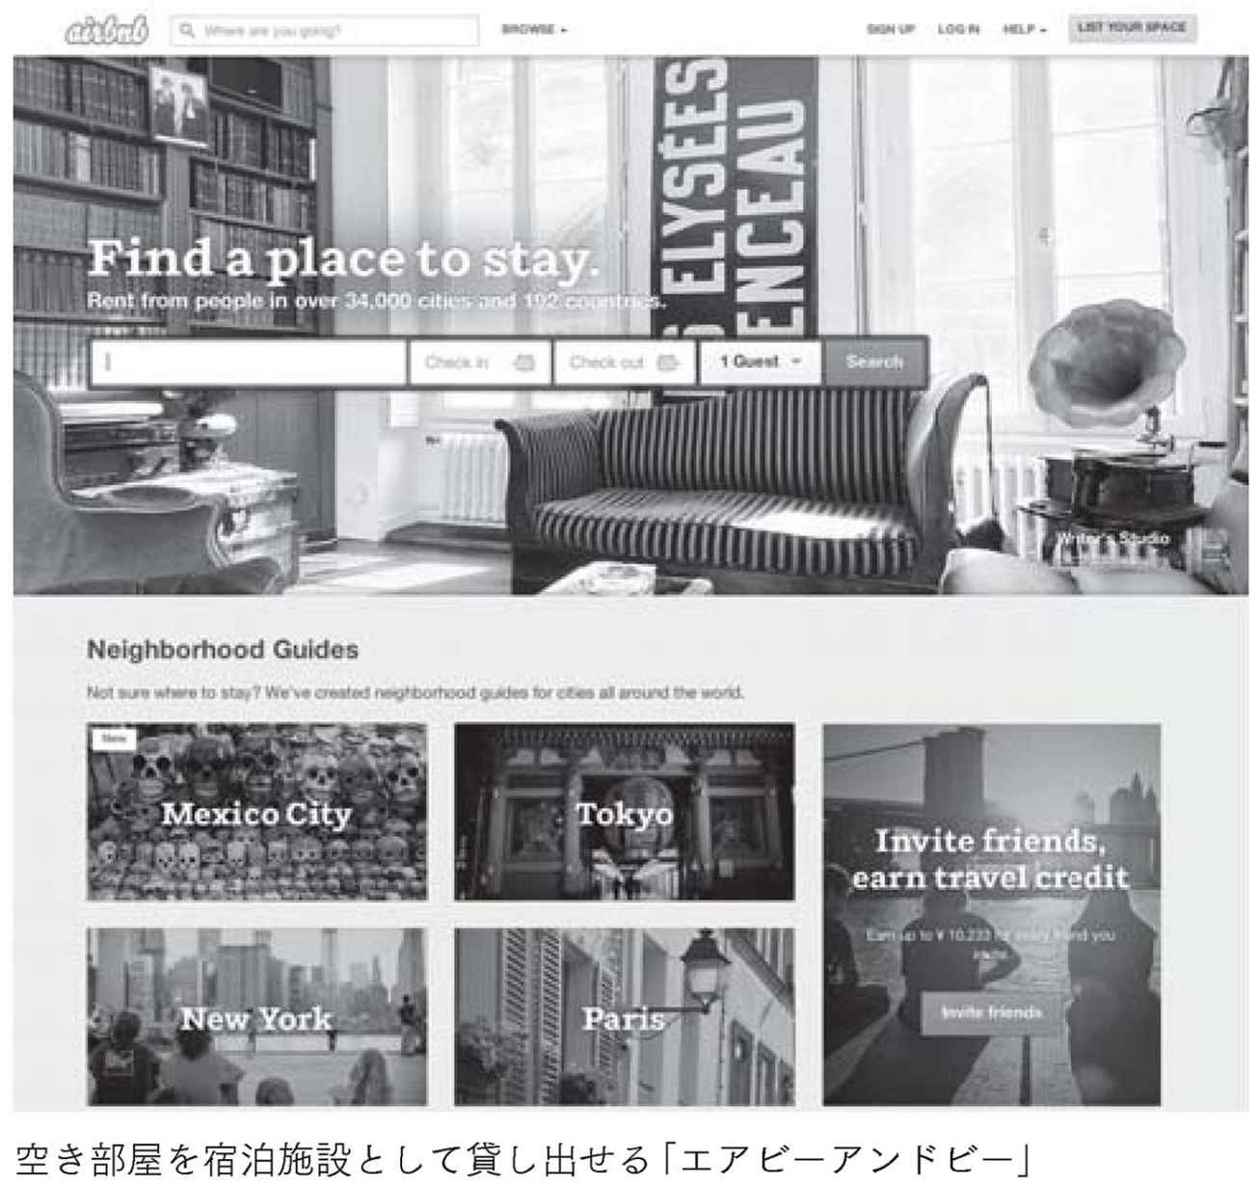 airbnb
Where are you going?
BROWSE
SIGN UP
LOG IN
HELP
LIST YOUR SPACE
S ELYSÉES
ENCEAU
Find a place to stay.
Rent from people in over 34,000 cities and 192 countries.
Check in
Check out
1 Guest
Search
Writer's Studio
Neighborhood Guides
Not sure where to stay? We've created neighborhood guides for cities all around the world.
New
Mexico City
Tokyo
Invite friends,
earn travel credit
Earn up to ¥ 10,233 for every friend you
invite.
Invite friends
New York
Paris
空き部屋を宿泊施設として貸し出せる「エアビーアンドビー」